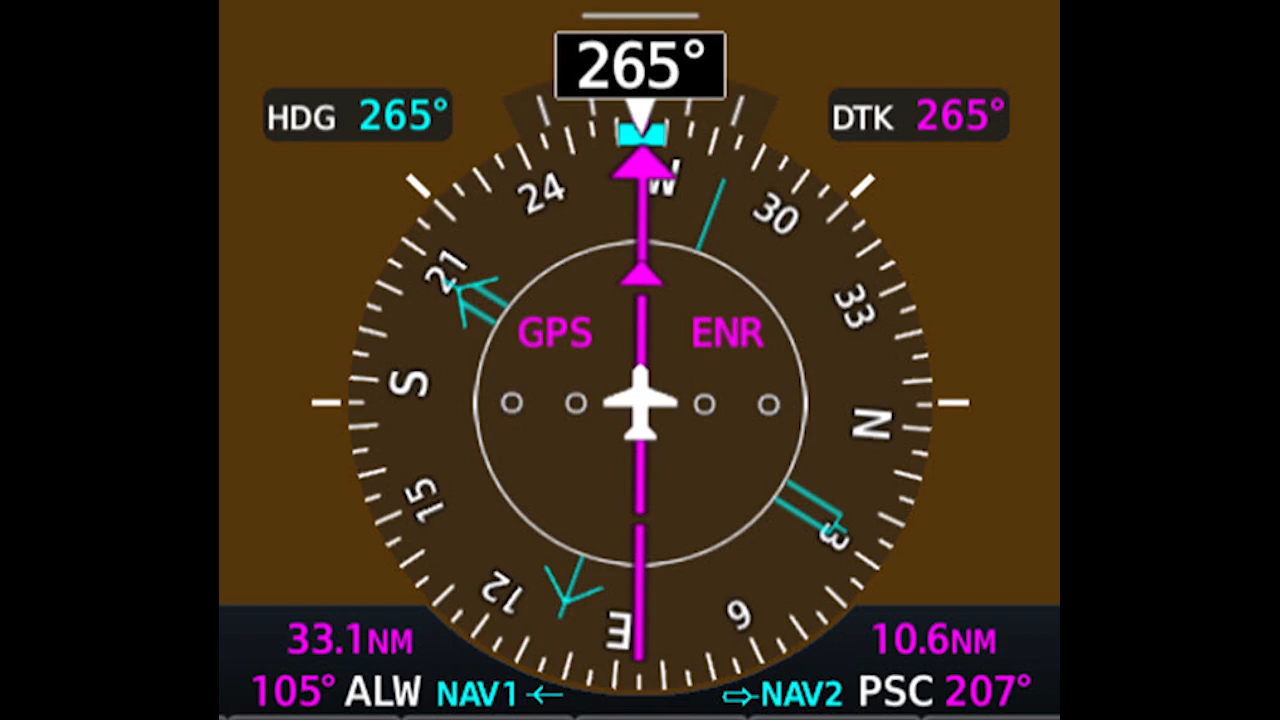 265°
HDG 265°
DTK 265°
W
24
30
21
33
GPS
ENR
S
N
15
3
12
6
E
33.1NM
10.6NM
105° ALW NAV1
NAV2 PSC 207°